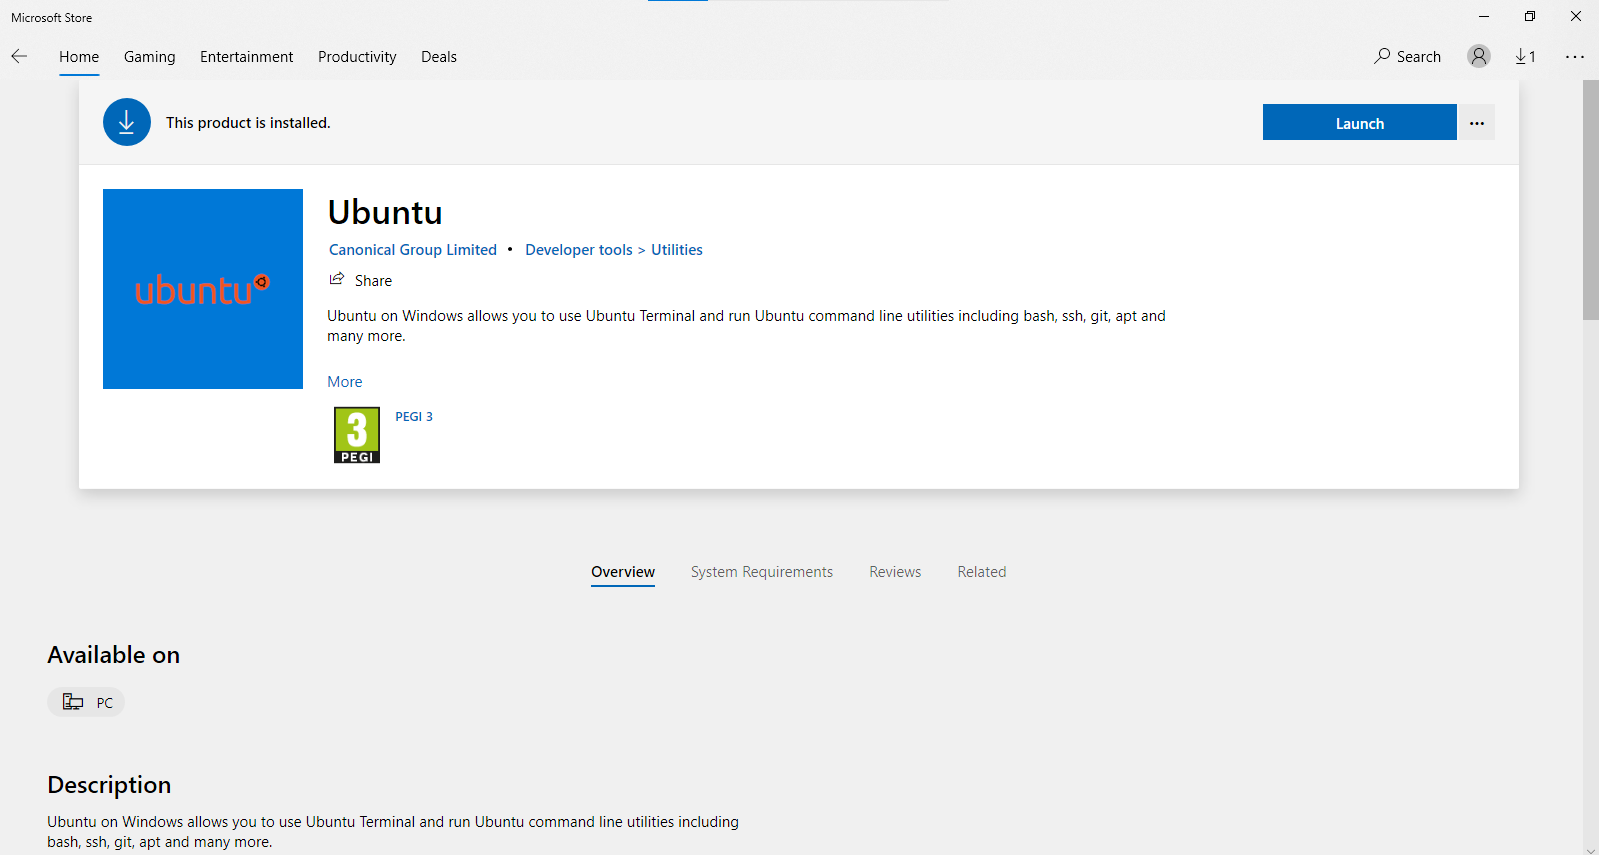 Microsoft Store
Home Gaming Entertainment Productivity Deals Search 1
This product is installed. Launch
ubuntu
Ubuntu
Canonical Group Limited • Developer tools > Utilities
Share
Ubuntu on Windows allows you to use Ubuntu Terminal and run Ubuntu command line utilities including bash, ssh, git, apt and
many more.
More
3
PEGI
PEGI 3
Overview System Requirements Reviews Related
Available on
PC
Description
Ubuntu on Windows allows you to use Ubuntu Terminal and run Ubuntu command line utilities including
bash, ssh, git, apt and many more.